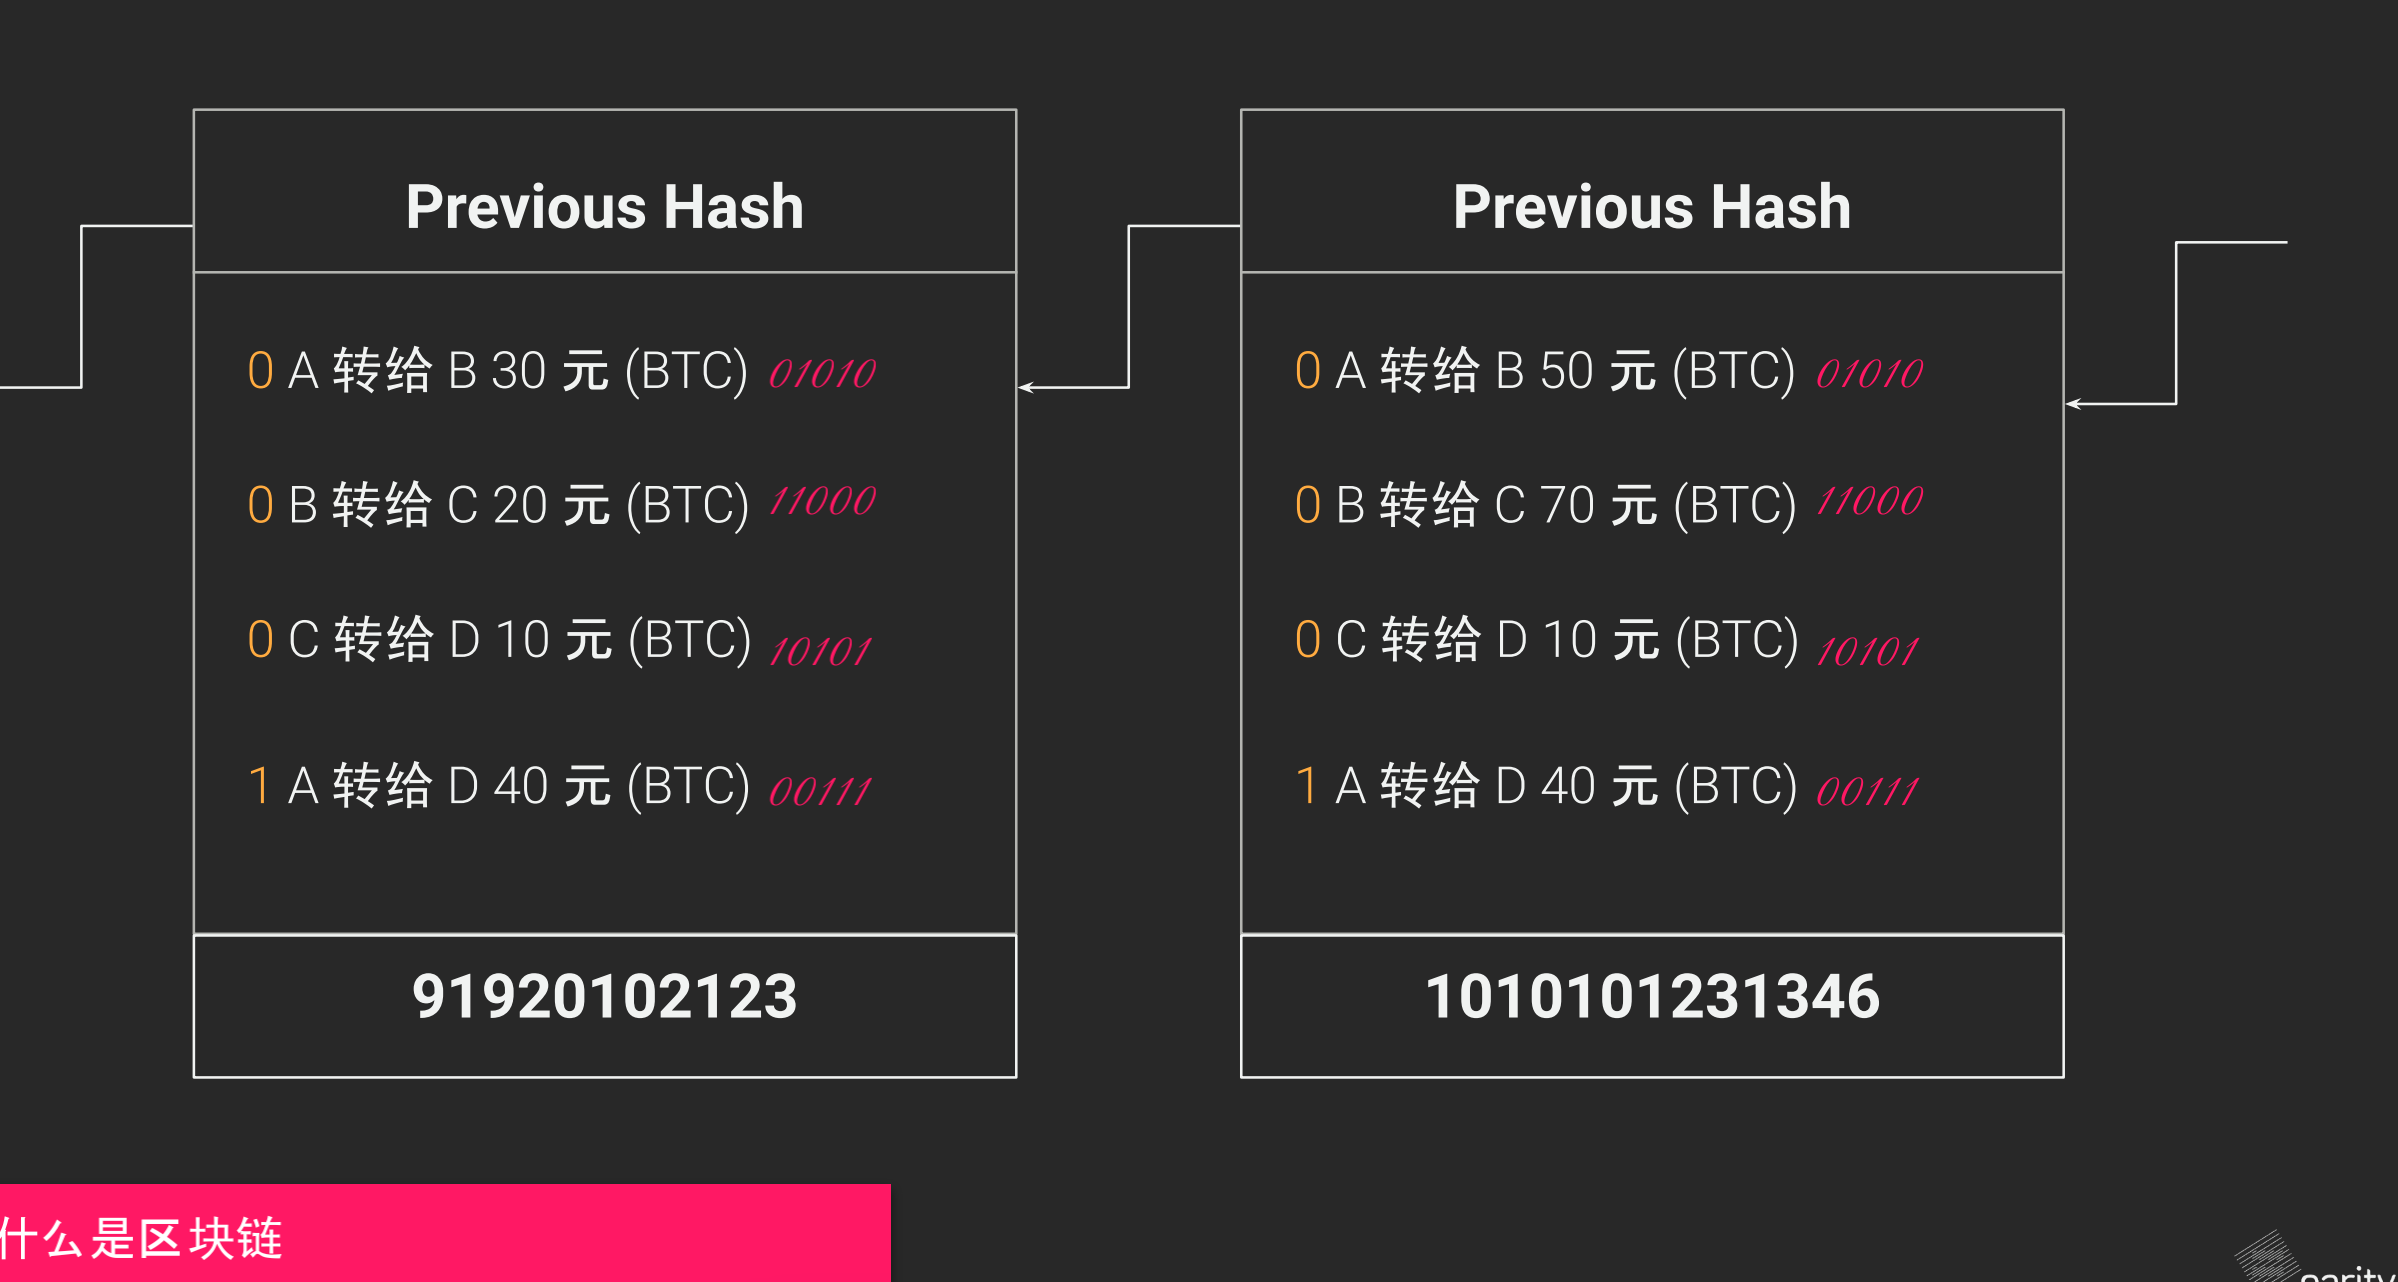 Previous Hash
0 A 转给 B 30 元 (BTC) 01010
0 B 转给 C 20 元 (BTC) 11000
0 C 转给 D 10 元 (BTC) 10101
1 A 转给 D 40 元 (BTC) 00111
91920102123
Previous Hash
0 A 转给 B 50 元 (BTC) 01010
0 B 转给 C 70 元 (BTC) 11000
0 C 转给 D 10 元 (BTC) 10101
1 A 转给 D 40 元 (BTC) 00111
1010101231346
什么是区块链
parity